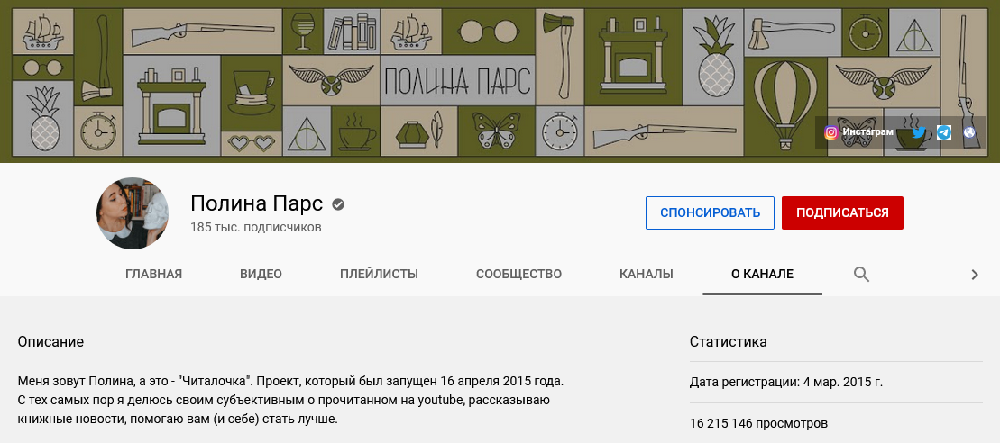 ПОЛИНА ПАРС
Инстаграм
Полина Парс
185 тыс. подписчиков
СПОНСИРОВАТЬ
ПОДПИСАТЬСЯ
ГЛАВНАЯ
ВИДЕО
ПЛЕЙЛИСТЫ
СООБЩЕСТВО
КАНАЛЫ
О КАНАЛЕ
Описание
Меня зовут Полина, а это - "Читалочка". Проект, который был запущен 16 апреля 2015 года.
С тех самых пор я делюсь своим субъективным о прочитанном на youtube, рассказываю
книжные новости, помогаю вам (и себе) стать лучше.
Статистика
Дата регистрации: 4 мар. 2015 г.
16 215 146 просмотров